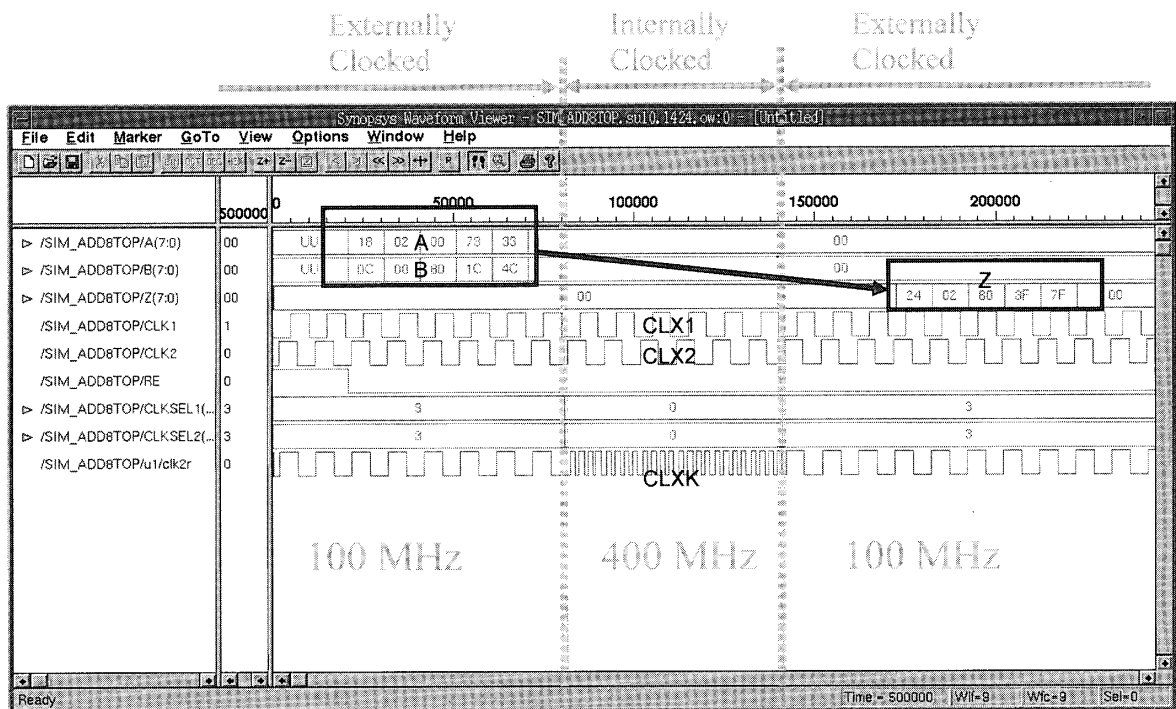 Externally Clocked
Internally Clocked
Externally Clocked
Synopsys Waveform Viewer - SIM_ADD8TOP.su10.1424.ow:0 - [Untitled]
File Edit Marker GoTo View Options Window Help
500000
0 50000 100000 150000 200000
/SIM_ADD8TOP/A(7:0) 00 UU 18 02 A 00 73 33 00
/SIM_ADD8TOP/B(7:0) 00 UU 0C 00 B 80 1C 4C 00
/SIM_ADD8TOP/Z(7:0) 00 00 Z 24 02 80 3F 7F 00
/SIM_ADD8TOP/CLK1 1 CLX1
/SIM_ADD8TOP/CLK2 0 CLX2
/SIM_ADD8TOP/RE 0
/SIM_ADD8TOP/CLKSEL1(... 3 3 0 3
/SIM_ADD8TOP/CLKSEL2(... 3 3 0 3
/SIM_ADD8TOP/u1/clk2r 0 CLXK
100 MHz 400 MHz 100 MHz
Ready Time = 500000 Wif=9 Wfc=9 Sel=0